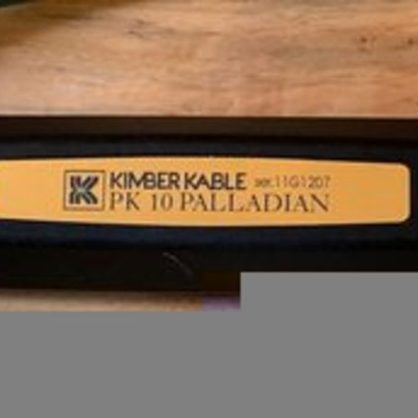 KIMBER KABLE ser.11G1207
PK 10 PALLADIAN